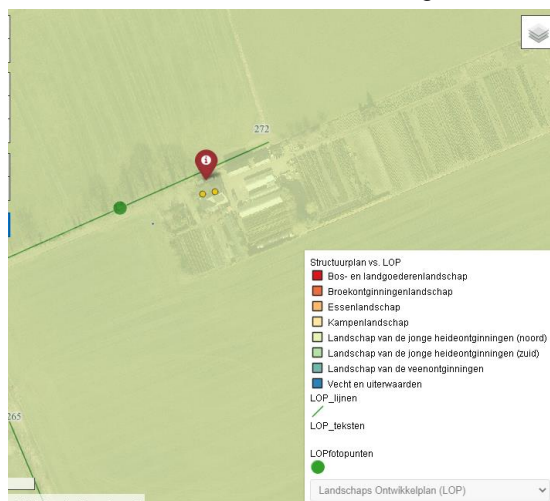 272
Structuurplan vs. LOP
Bos- en landgoederenlandschap
Broekontginningenlandschap
Essenlandschap
Kampenlandschap
Landschap van de jonge heideontginningen (noord)
Landschap van de jonge heideontginningen (zuid)
Landschap van de veenontginningen
Vecht en uiterwaarden
LOP_lijnen
LOP_teksten
LOPfotopunten
265
Landschaps Ontwikkelplan (LOP)